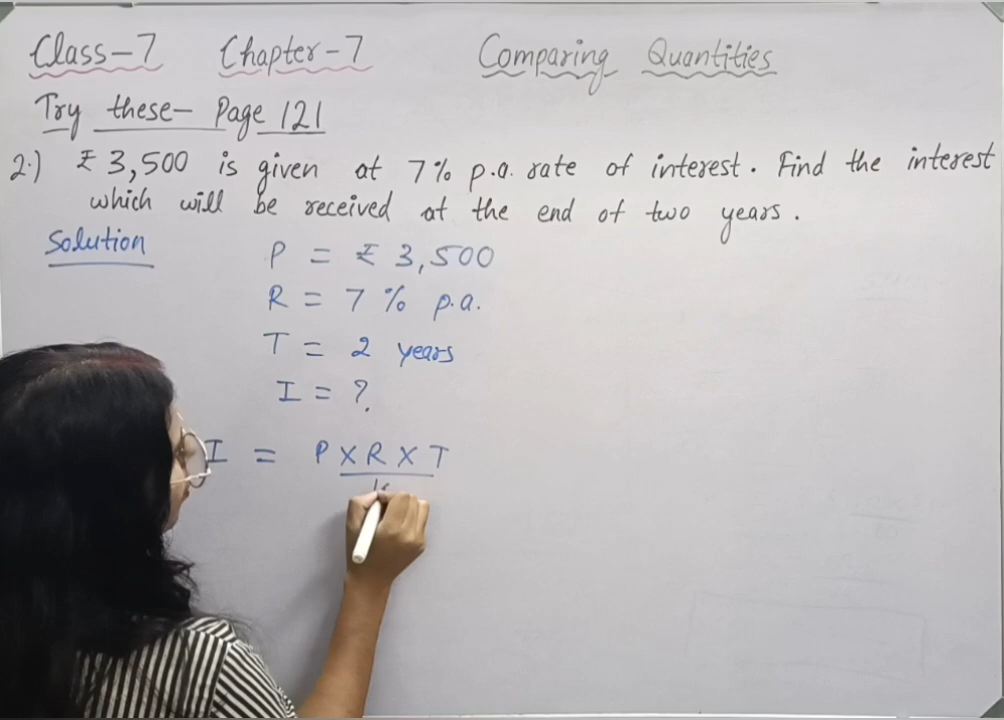 Class-7 Chapter-7 Comparing Quantities
Try these- Page 121
2.) ₹ 3,500 is given at 7% p.a. rate of interest. Find the interest
which will be received at the end of two years.
Solution
P = ₹ 3,500
R = 7 % p.a.
T = 2 years
I = ?
I = P X R X T